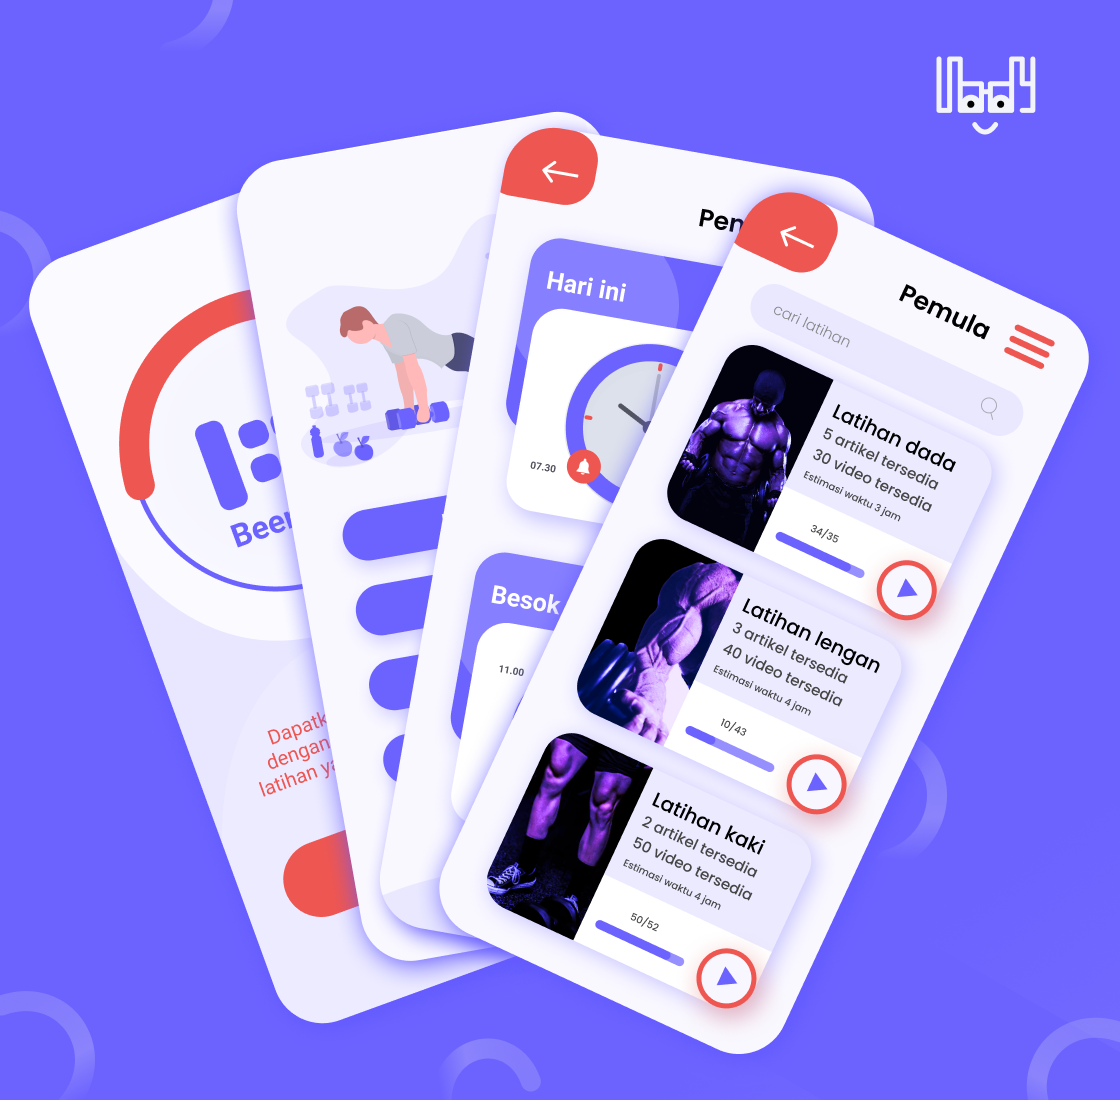 Dapatk
dengan
latihan ya
Hari ini
07.30
Besok
11.00
Pemula
cari latihan
Latihan dada
5 artikel tersedia
30 video tersedia
Estimasi waktu 3 jam
34/35
Latihan lengan
3 artikel tersedia
40 video tersedia
Estimasi waktu 4 jam
10/43
Latihan kaki
2 artikel tersedia
50 video tersedia
Estimasi waktu 4 jam
50/52